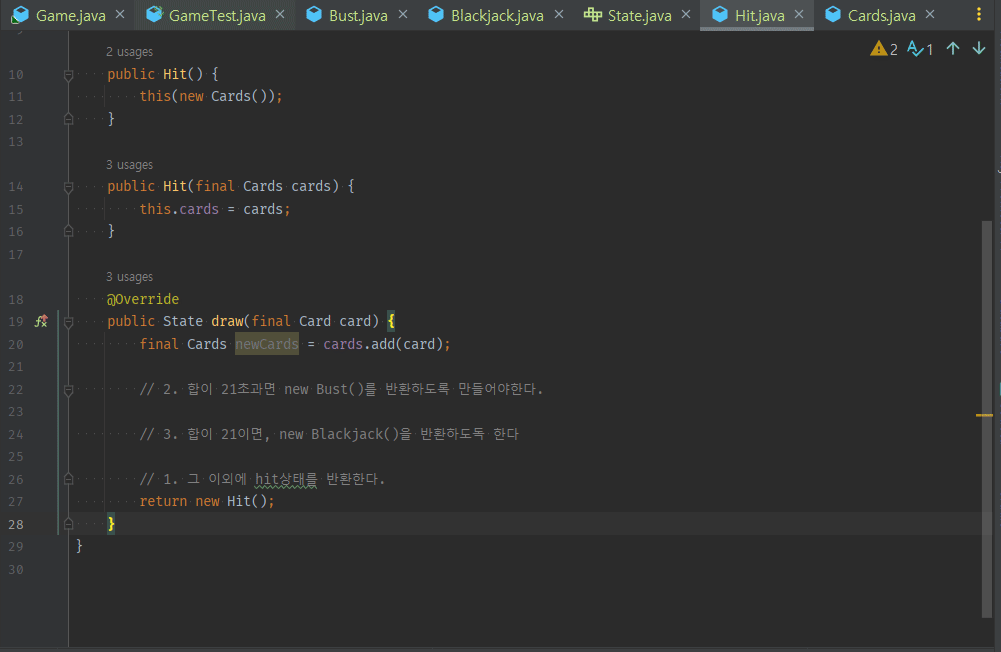 Game.java GameTest.java Bust.java Blackjack.java State.java Hit.java Cards.java
2 1
2 usages
10 public Hit() {
11 this(new Cards());
12 }
13
3 usages
14 public Hit(final Cards cards) {
15 this.cards = cards;
16 }
17
3 usages
18 @Override
19 public State draw(final Card card) {
20 final Cards newCards = cards.add(card);
21
22 // 2. 합이 21초과면 new Bust()를 반환하도록 만들어야한다.
23
24 // 3. 합이 21이면, new Blackjack()을 반환하도독 한다
25
26 // 1. 그 이외에 hit상태를 반환한다.
27 return new Hit();
28 }
29 }
30